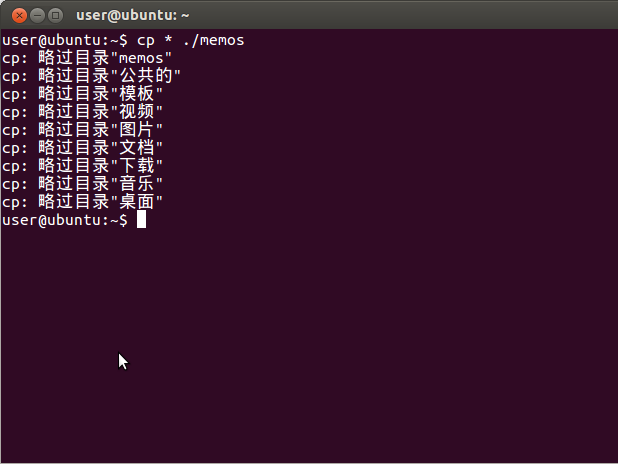 user@ubuntu: ~
user@ubuntu:~$ cp * ./memos
cp: 略过目录"memos"
cp: 略过目录"公共的"
cp: 略过目录"模板"
cp: 略过目录"视频"
cp: 略过目录"图片"
cp: 略过目录"文档"
cp: 略过目录"下载"
cp: 略过目录"音乐"
cp: 略过目录"桌面"
user@ubuntu:~$